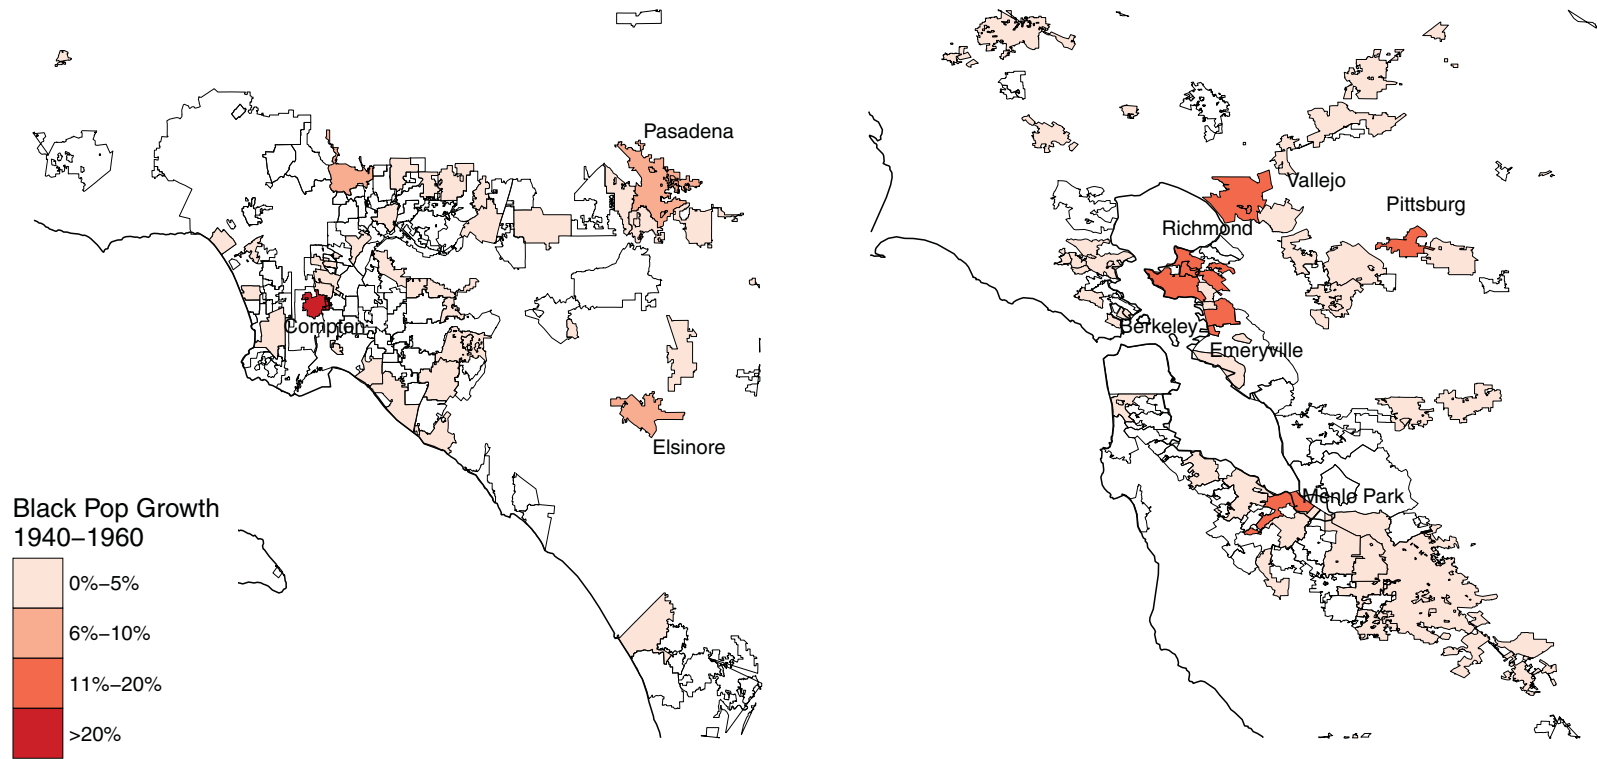 Pasadena
Compton
Elsinore
Black Pop Growth
1940−1960
0%−5%
6%−10%
11%−20%
>20%
Vallejo
Pittsburg
Richmond
Berkeley
Emeryville
Menlo Park